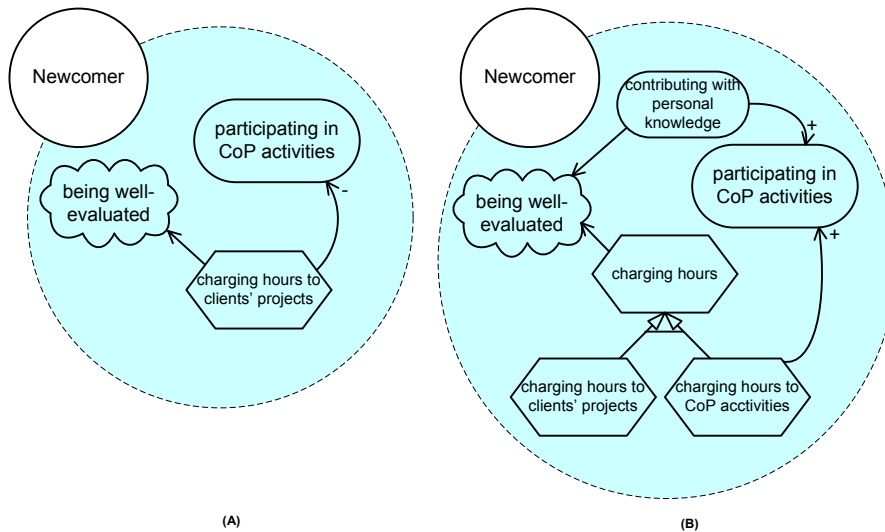 Newcomer
participating in
CoP activities
being well-
evaluated
-
charging hours to
clients' projects
(A)
Newcomer
contributing with
personal
knowledge
+
participating in
CoP activities
being well-
evaluated
+
charging hours
charging hours to
clients' projects
charging hours to
CoP acctivities
(B)